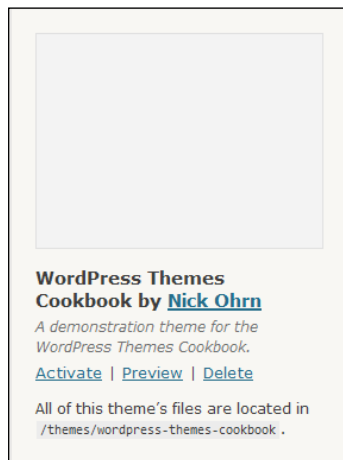 WordPress Themes
Cookbook by Nick Ohrn
A demonstration theme for the
WordPress Themes Cookbook.
Activate | Preview | Delete
All of this theme’s files are located in
/themes/wordpress-themes-cookbook .